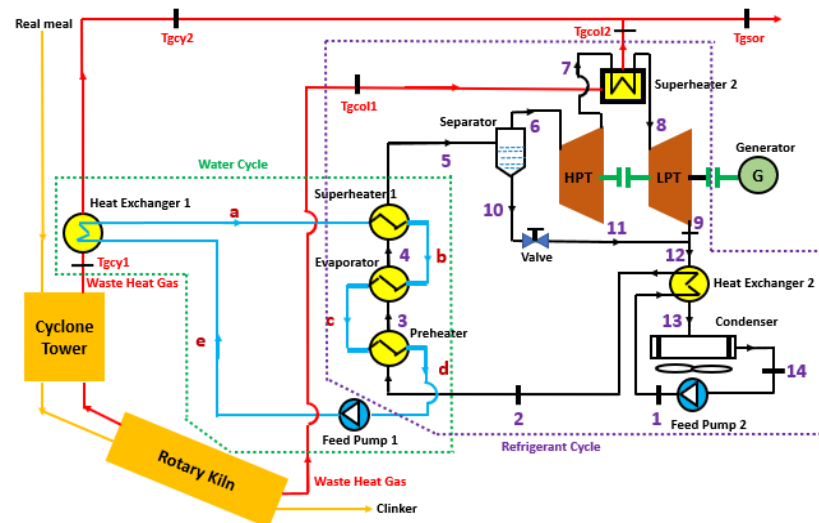 Real meal
Tgcy2
Tgcol2
Tgsor
7
Superheater 2
Tgcol1
Separator
6
8
5
Generator
G
HPT
LPT
Water Cycle
Heat Exchanger 1
a
Superheater 1
10
11
9
Valve
12
b
4
Evaporator
Tgcy1
Waste Heat Gas
Heat Exchanger 2
Cyclone
Tower
c
3
Preheater
13
Condenser
e
d
14
2
1
Feed Pump 1
Feed Pump 2
Refrigerant Cycle
Rotary Kiln
Waste Heat Gas
Clinker